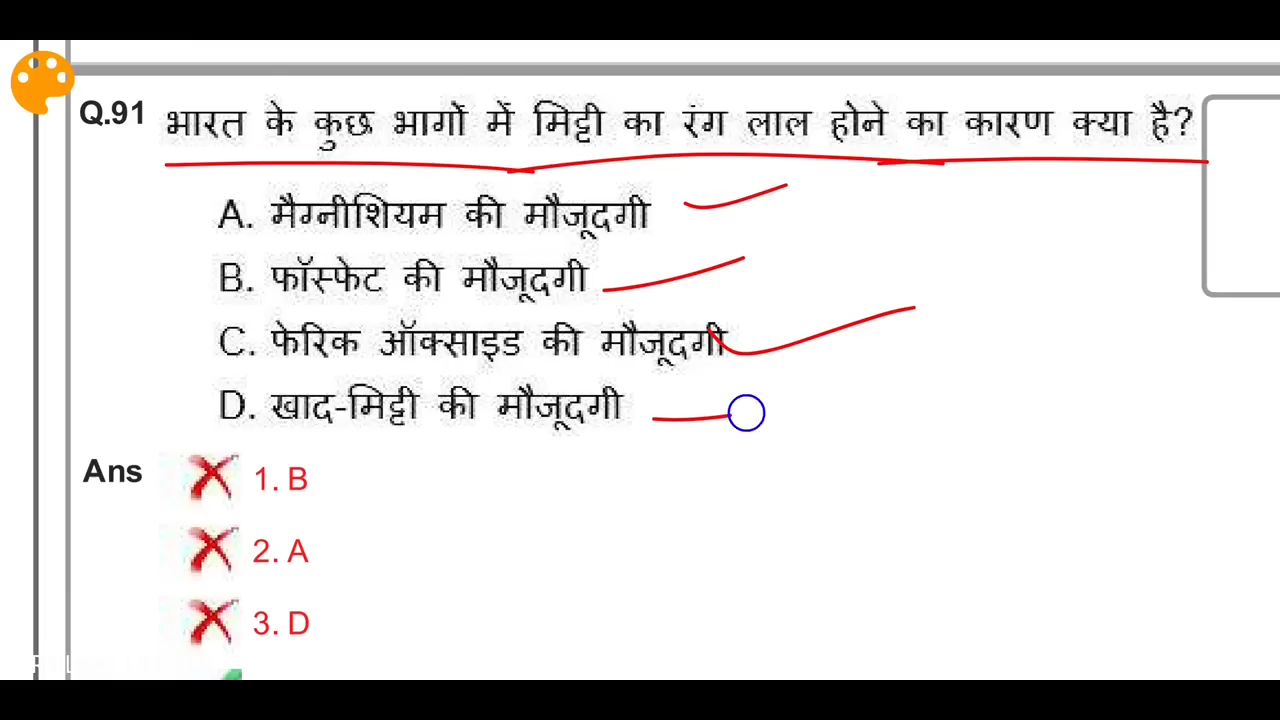 Q.91 भारत के कुछ भागों में मिट्टी का रंग लाल होने का कारण क्या है?
A. मैग्नीशियम की मौजूदगी
B. फॉस्फेट की मौजूदगी
C. फेरिक ऑक्साइड की मौजूदगी
D. खाद-मिट्टी की मौजूदगी
Ans 1. B
2. A
3. D